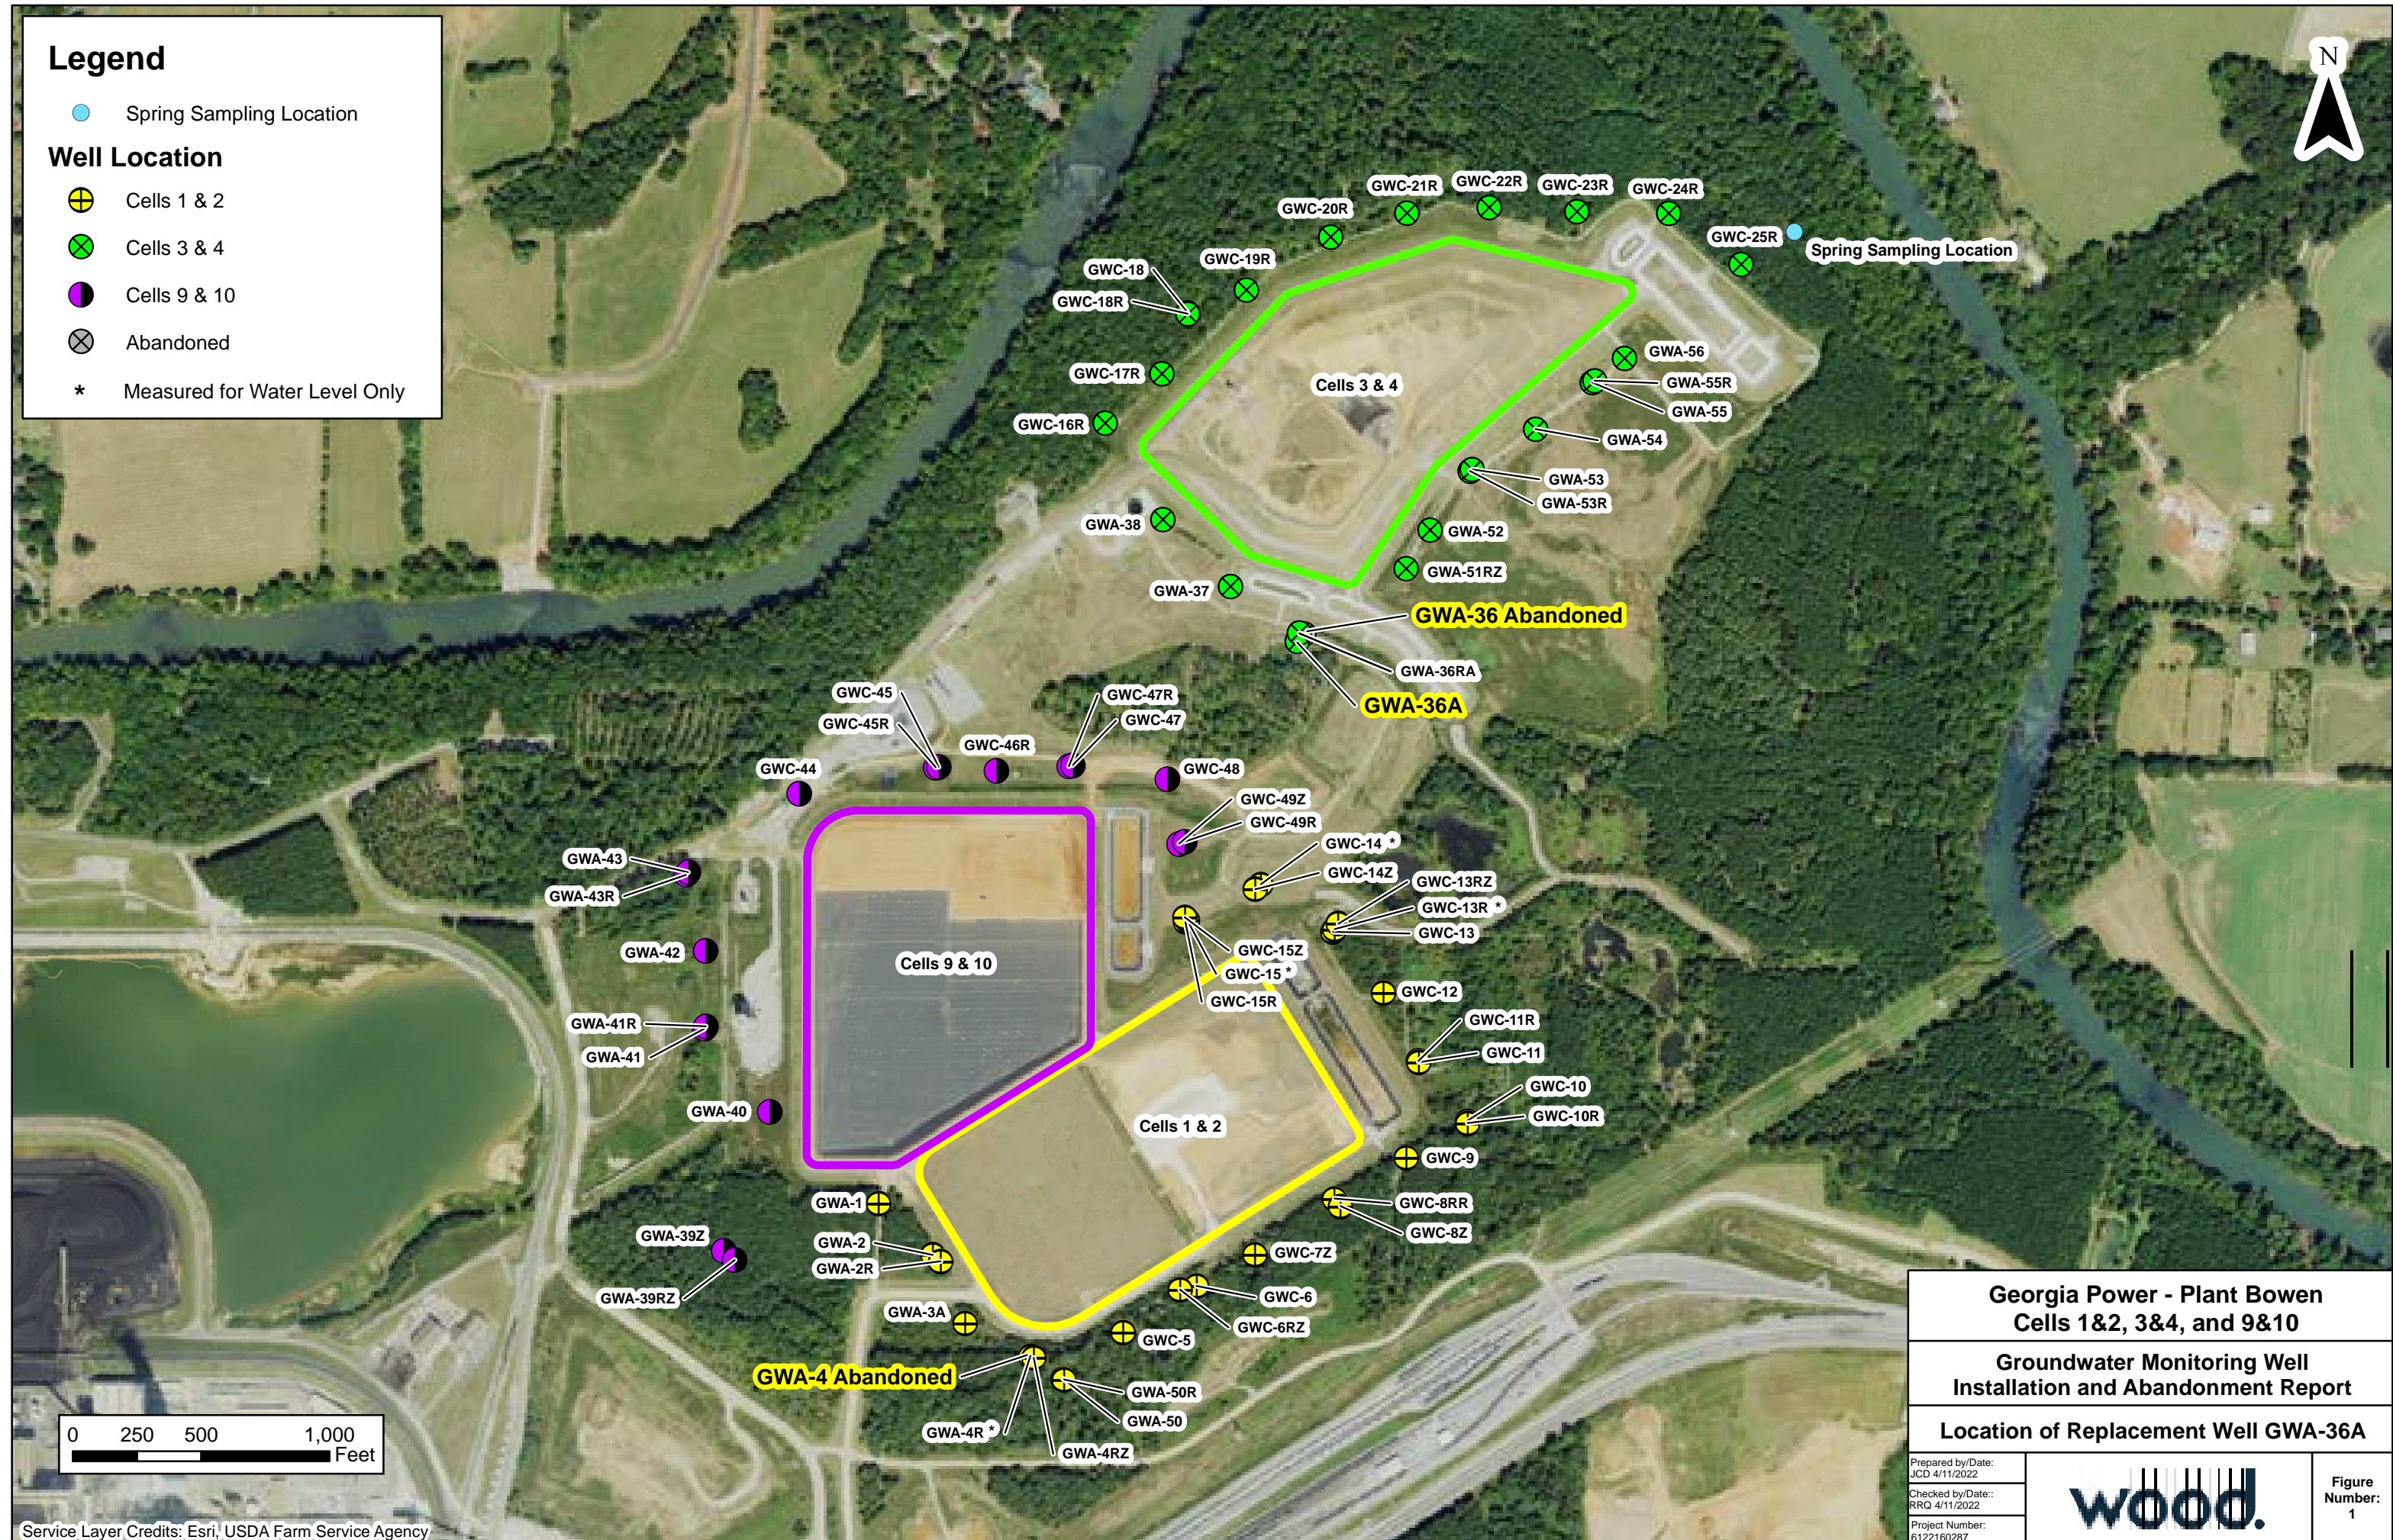 Legend
Spring Sampling Location
Well Location
Cells 1 & 2
Cells 3 & 4
Cells 9 & 10
Abandoned
* Measured for Water Level Only
N
GWC-21R
GWC-22R
GWC-23R
GWC-24R
GWC-20R
GWC-25R
Spring Sampling Location
GWC-19R
GWC-18
GWC-18R
GWC-17R
GWC-16R
Cells 3 & 4
GWA-56
GWA-55R
GWA-55
GWA-54
GWA-53
GWA-53R
GWA-52
GWA-51RZ
GWA-38
GWA-37
GWA-36 Abandoned
GWA-36RA
GWA-36A
GWC-45
GWC-45R
GWC-47R
GWC-47
GWC-46R
GWC-44
GWC-48
GWC-49Z
GWC-49R
GWC-14 *
GWC-14Z
GWC-13RZ
GWC-13R *
GWC-13
GWA-43
GWA-43R
GWA-42
GWA-41R
GWA-41
GWA-40
Cells 9 & 10
GWC-15Z
GWC-15 *
GWC-15R
GWC-12
GWC-11R
GWC-11
GWC-10
GWC-10R
Cells 1 & 2
GWC-9
GWC-8RR
GWC-8Z
GWC-7Z
GWC-6
GWC-6RZ
GWC-5
GWA-1
GWA-2
GWA-2R
GWA-39Z
GWA-39RZ
GWA-3A
GWA-4 Abandoned
GWA-50R
GWA-50
GWA-4R *
GWA-4RZ
0 250 500 1,000
Feet
Service Layer Credits: Esri, USDA Farm Service Agency
Georgia Power - Plant Bowen
Cells 1&2, 3&4, and 9&10
Groundwater Monitoring Well
Installation and Abandonment Report
Location of Replacement Well GWA-36A
Prepared by/Date:
JCD 4/11/2022
Checked by/Date::
RRQ 4/11/2022
Project Number:
6122160287
wood.
Figure
Number:
1